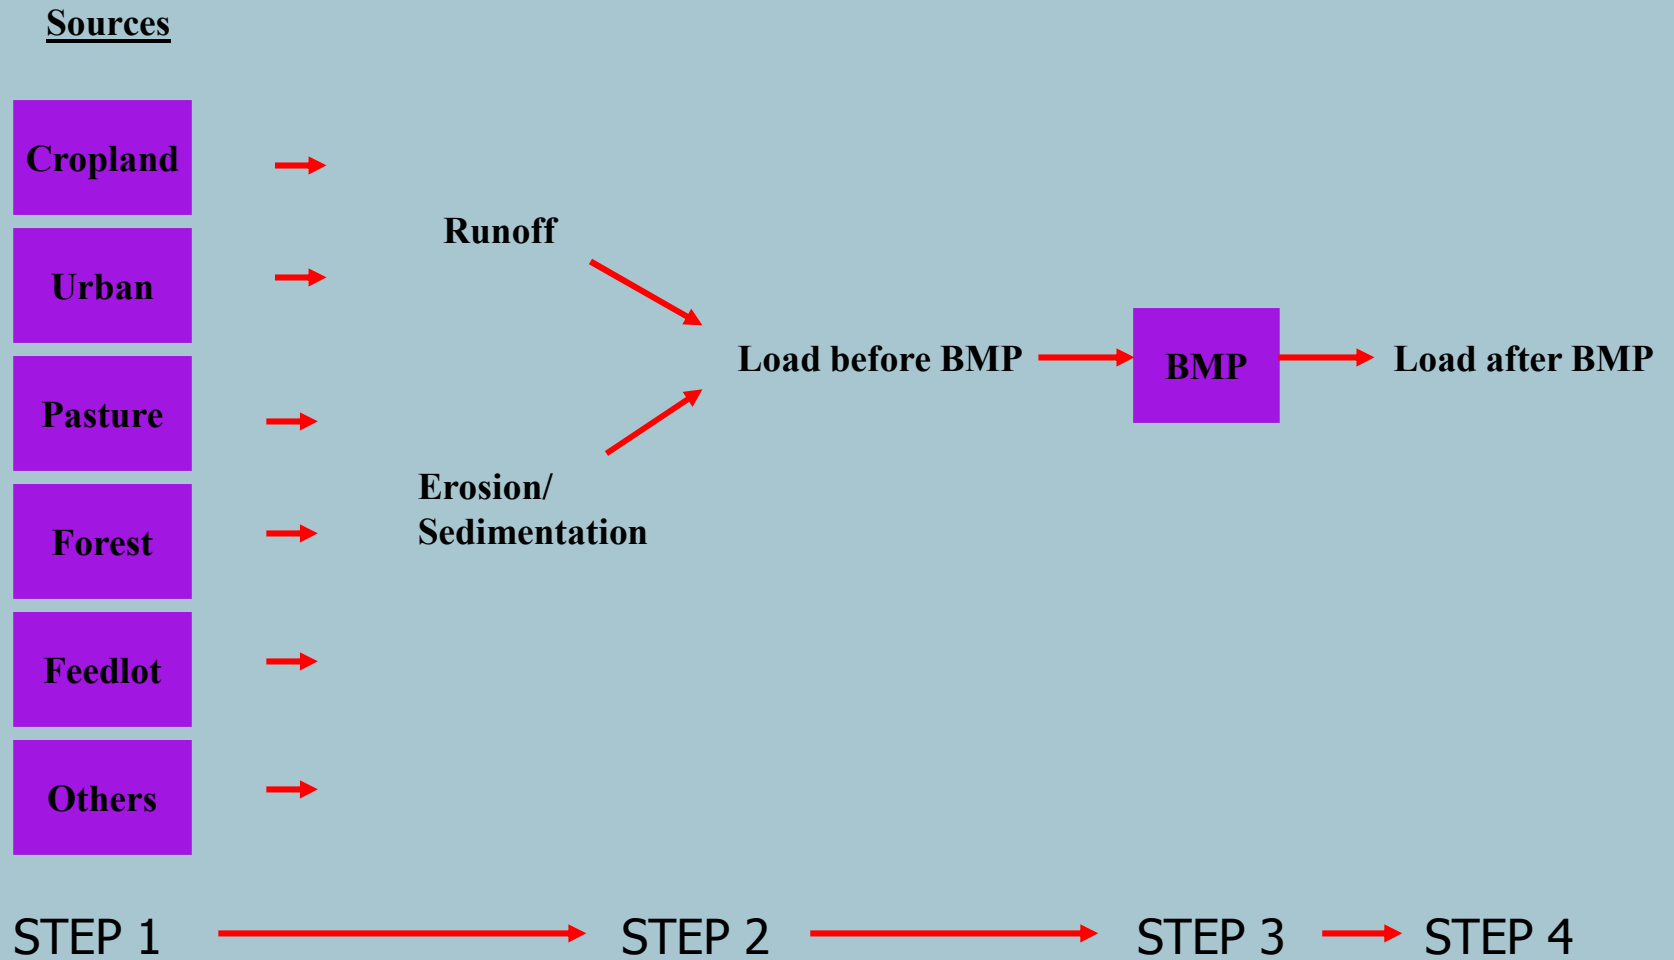 Sources
Cropland
Urban
Pasture
Forest
Feedlot
Others
Runoff
Erosion/
Sedimentation
Load before BMP
BMP
Load after BMP
STEP 1
STEP 2
STEP 3
STEP 4